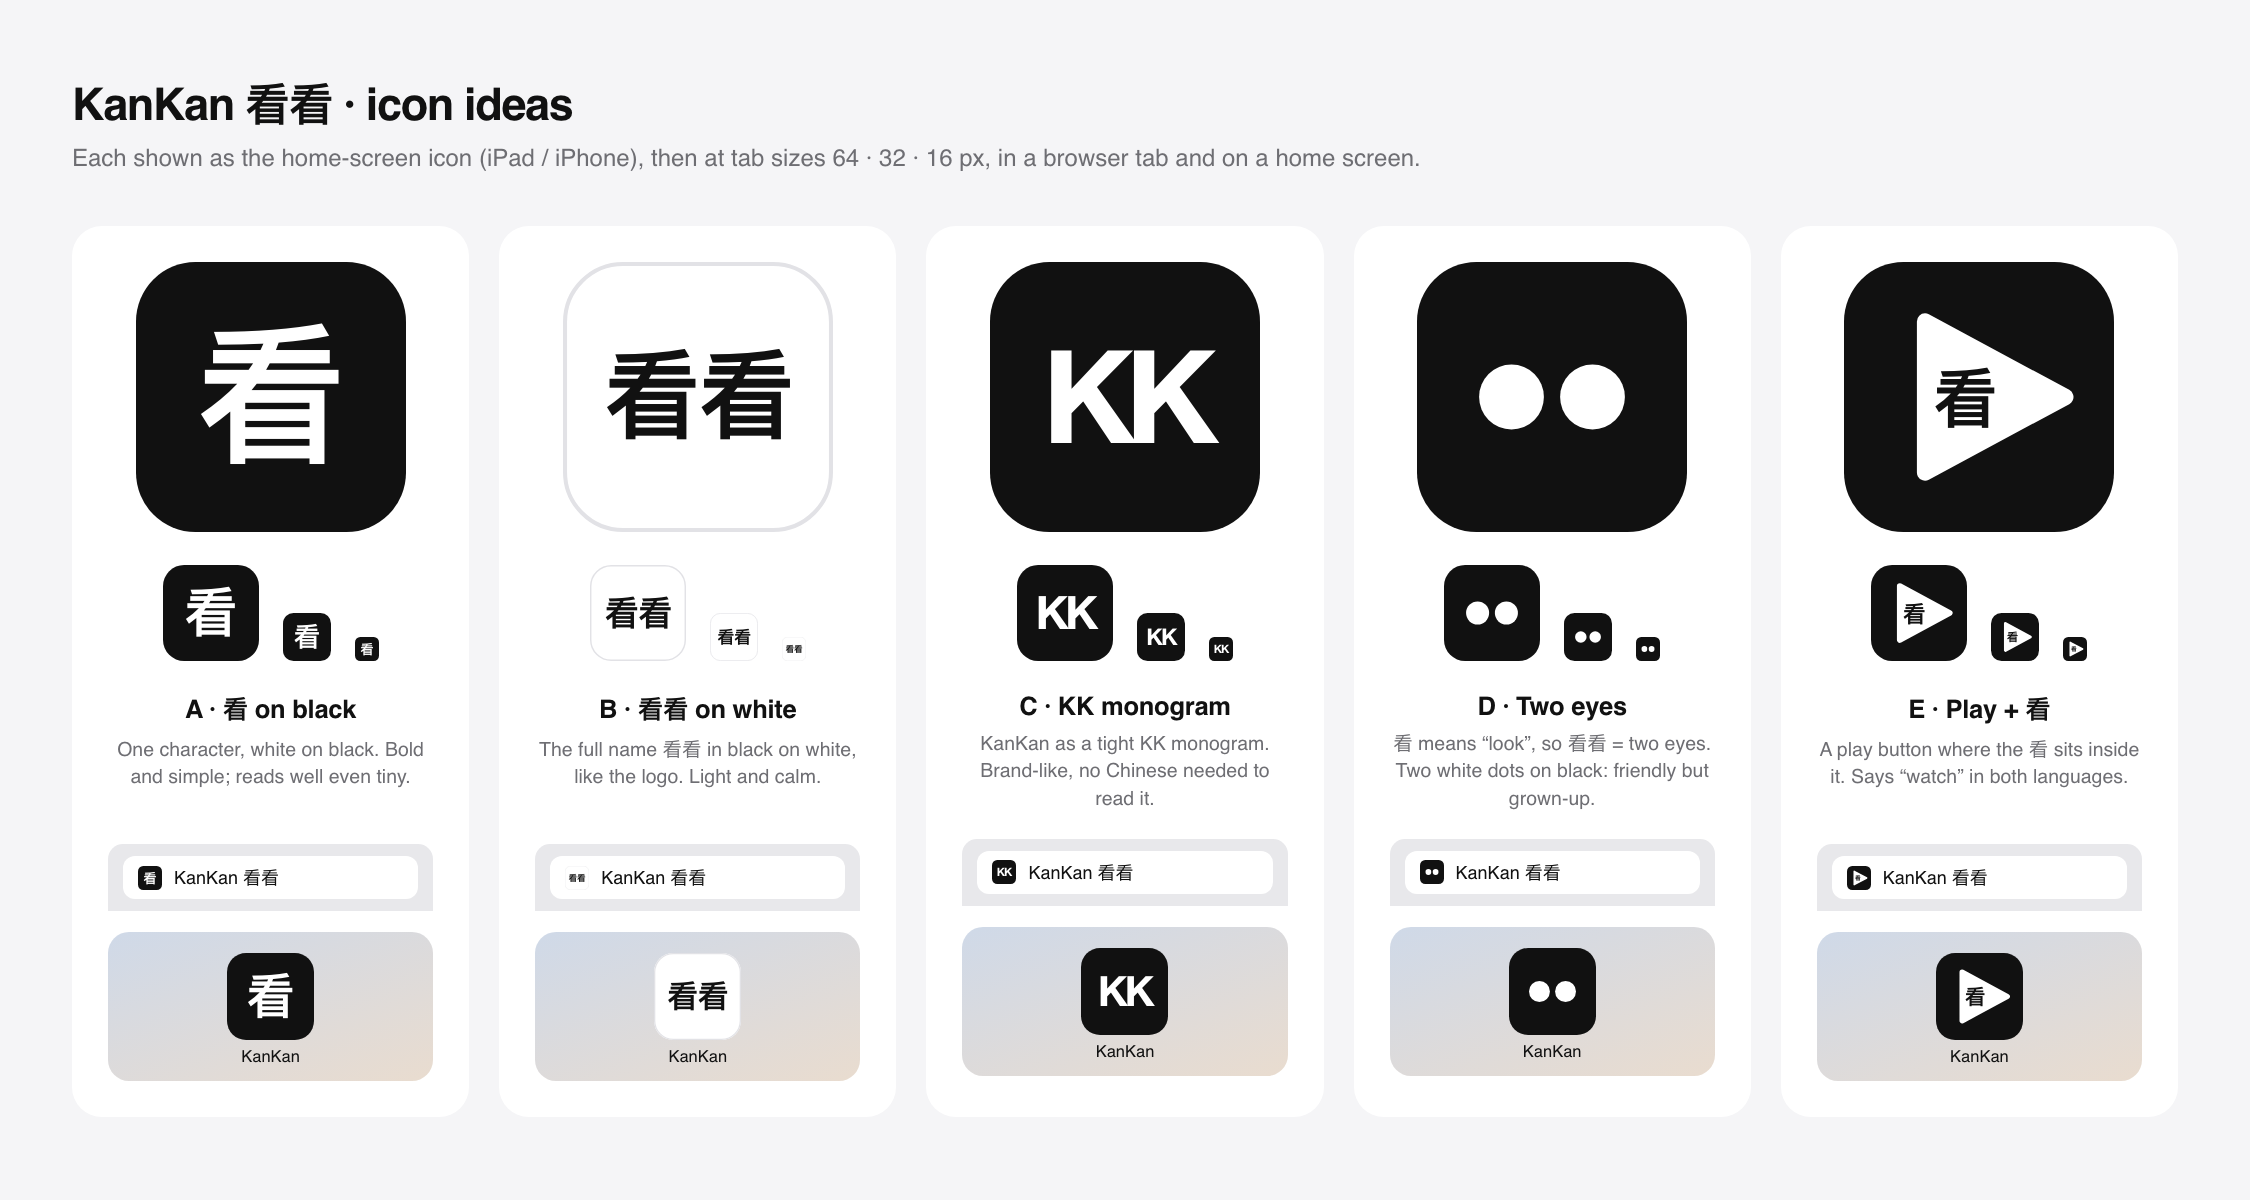 KanKan 看看 · icon ideas
Each shown as the home-screen icon (iPad / iPhone), then at tab sizes 64 · 32 · 16 px, in a browser tab and on a home screen.
看
看
看
看
A · 看 on black
One character, white on black. Bold
and simple; reads well even tiny.
看
KanKan 看看
看
KanKan
看看
看看
看看
看看
B · 看看 on white
The full name 看看 in black on white,
like the logo. Light and calm.
看看
KanKan 看看
看看
KanKan
KK
KK
KK
KK
C · KK monogram
KanKan as a tight KK monogram.
Brand-like, no Chinese needed to
read it.
KK
KanKan 看看
KK
KanKan
D · Two eyes
看 means “look”, so 看看 = two eyes.
Two white dots on black: friendly but
grown-up.
KanKan 看看
KanKan
看
看
看
看
E · Play + 看
A play button where the 看 sits inside
it. Says “watch” in both languages.
看
KanKan 看看
看
KanKan